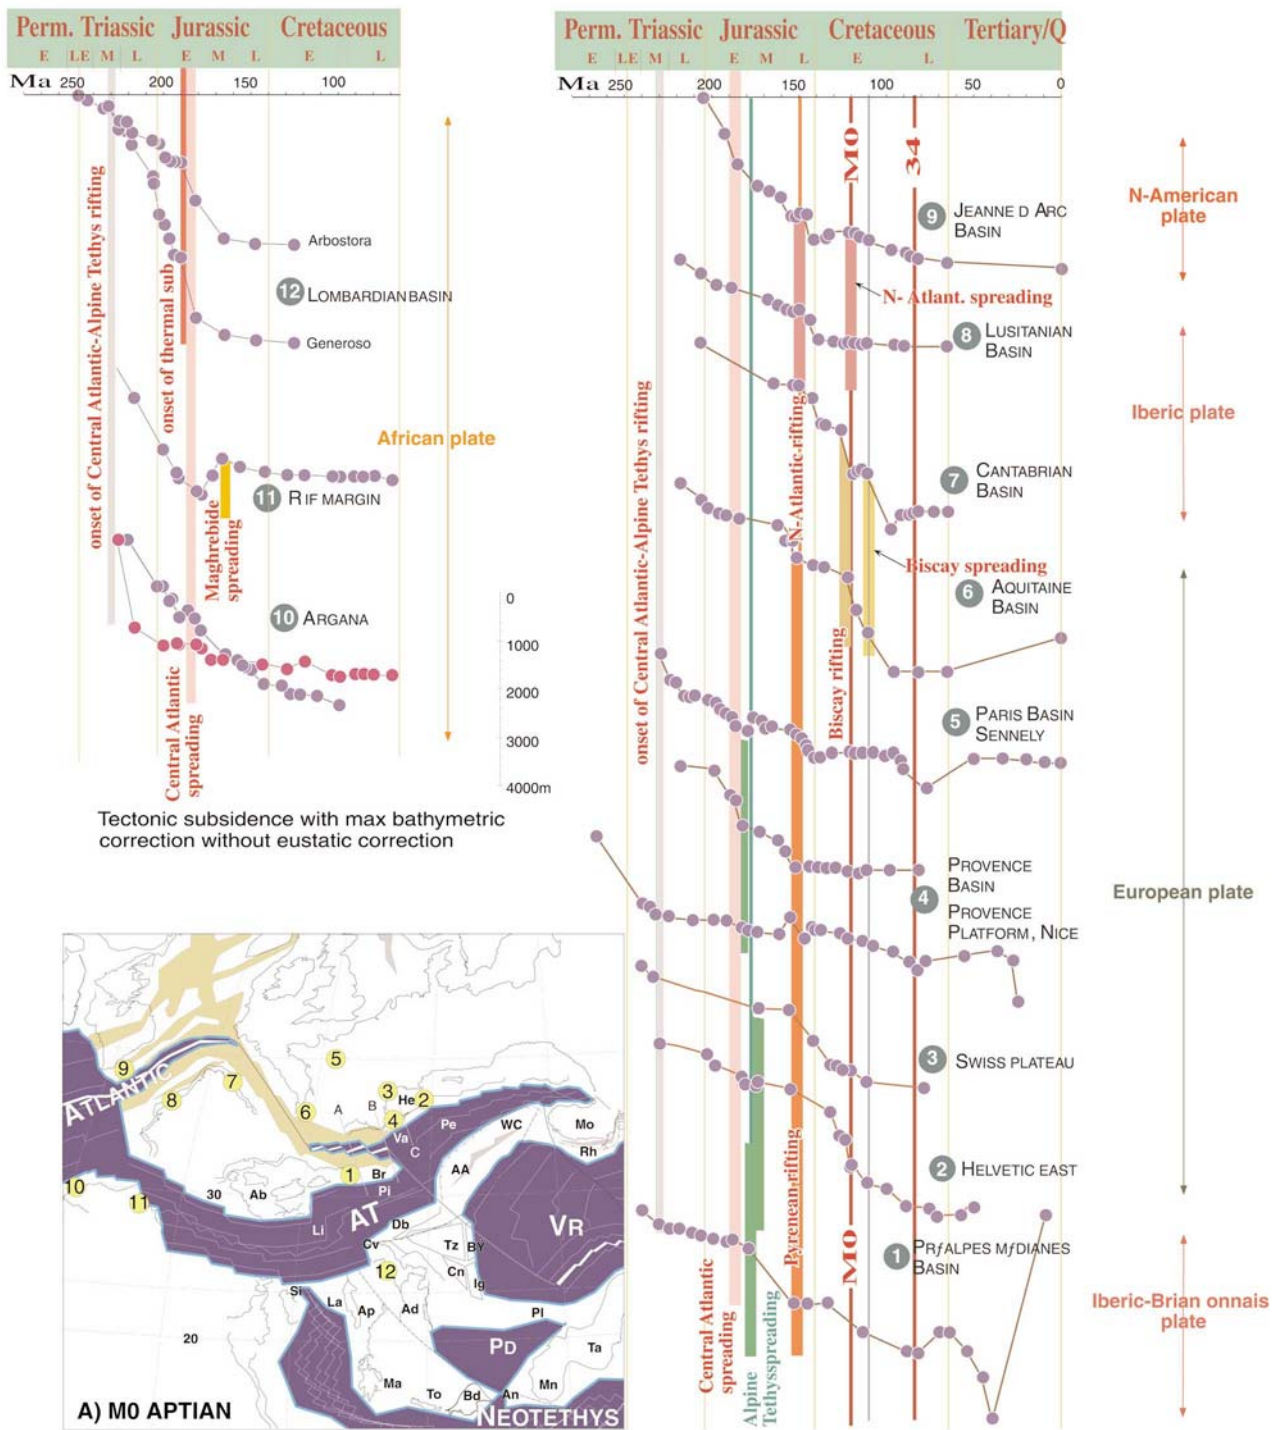 Perm. Triassic Jurassic Cretaceous
E LE M L E M L E L
Ma 250 200 150 100
onset of Central Atlantic-Alpine Tethys rifting
onset of thermal sub
Arbostora
12 LOMBARDIAN BASIN
Generoso
African plate
11 RIF MARGIN
Maghrebide
spreading
10 ARGANA
Central Atlantic
spreading
0
1000
2000
3000
4000m
Tectonic subsidence with max bathymetric
correction without eustatic correction
Perm. Triassic Jurassic Cretaceous Tertiary/Q
E LE M L E M L E L
Ma 250 200 150 100 50 0
M0
34
N-American
plate
9 JEANNE D ARC
BASIN
N- Atlant. spreading
8 LUSITANIAN
BASIN
Iberic plate
onset of Central Atlantic-Alpine Tethys rifting
N-Atlantic rifting
7 CANTABRIAN
BASIN
Biscay spreading
6 AQUITAINE
BASIN
Biscay rifting
5 PARIS BASIN
SENNELY
PROVENCE
BASIN
4
PROVENCE
PLATFORM, NICE
European plate
3 SWISS PLATEAU
2 HELVETIC EAST
Pyrenean rifting
M0
1 PRƒALPES MƒDIANES
BASIN
Iberic-Brian onnais
plate
Central Atlantic
spreading
Alpine
Tethysspreading
9
ATLANTIC
8
7
5
6
A
B
3
He
2
4
Va
C
Pe
WC
Mo
Rh
AA
1
Br
Pi
10
11
30
Ab
Li
AT
Db
Cv
Tz
BY
VR
12
Cn
Ig
Si
La
Ap
Ad
Pl
20
PD
Ta
Ma
To
Bd
An
Mn
A) M0 APTIAN
NEOTETHYS